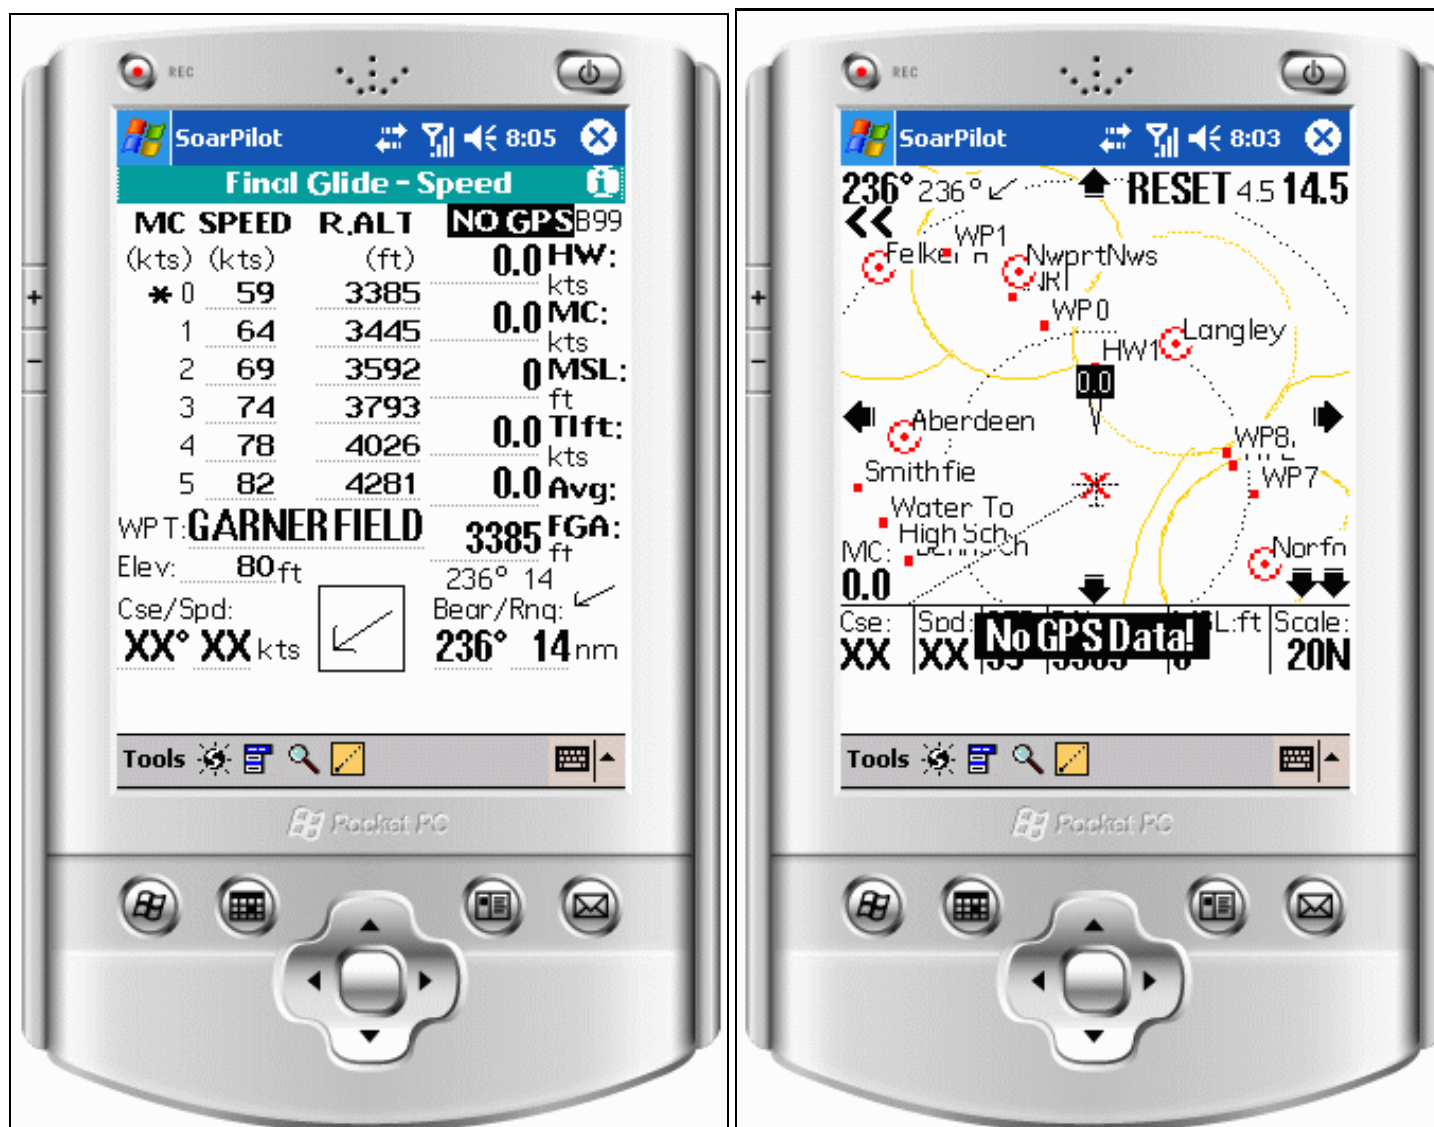 REC
SoarPilot 8:05
Final Glide - Speed
MC SPEED R.ALT NO GPS B99
(kts) (kts) (ft) 0.0 HW:
kts
* 0 59 3385
0.0 MC:
1 64 3445
kts
2 69 3592 0 MSL:
ft
3 74 3793
0.0 Tlft:
4 78 4026
kts
5 82 4281 0.0 Avg:
WPT: GARNER FIELD 3385 FGA:
ft
Elev: 80 ft 236° 14
Cse/Spd: Bear/Rng:
XX° XX kts 236° 14 nm
Tools
Pocket PC
REC
SoarPilot 8:03
236° 236° RESET 4.5 14.5
<<
WP1
Felke
NwprtNws
WP0
Langley
HW1
0.0
Aberdeen
WP8
Smithfie
WP7
Water To
High Sch
MC:
Norfo
0.0
Cse: Spd: L:ft Scale:
No GPS Data!
XX XX 20N
Tools
Pocket PC